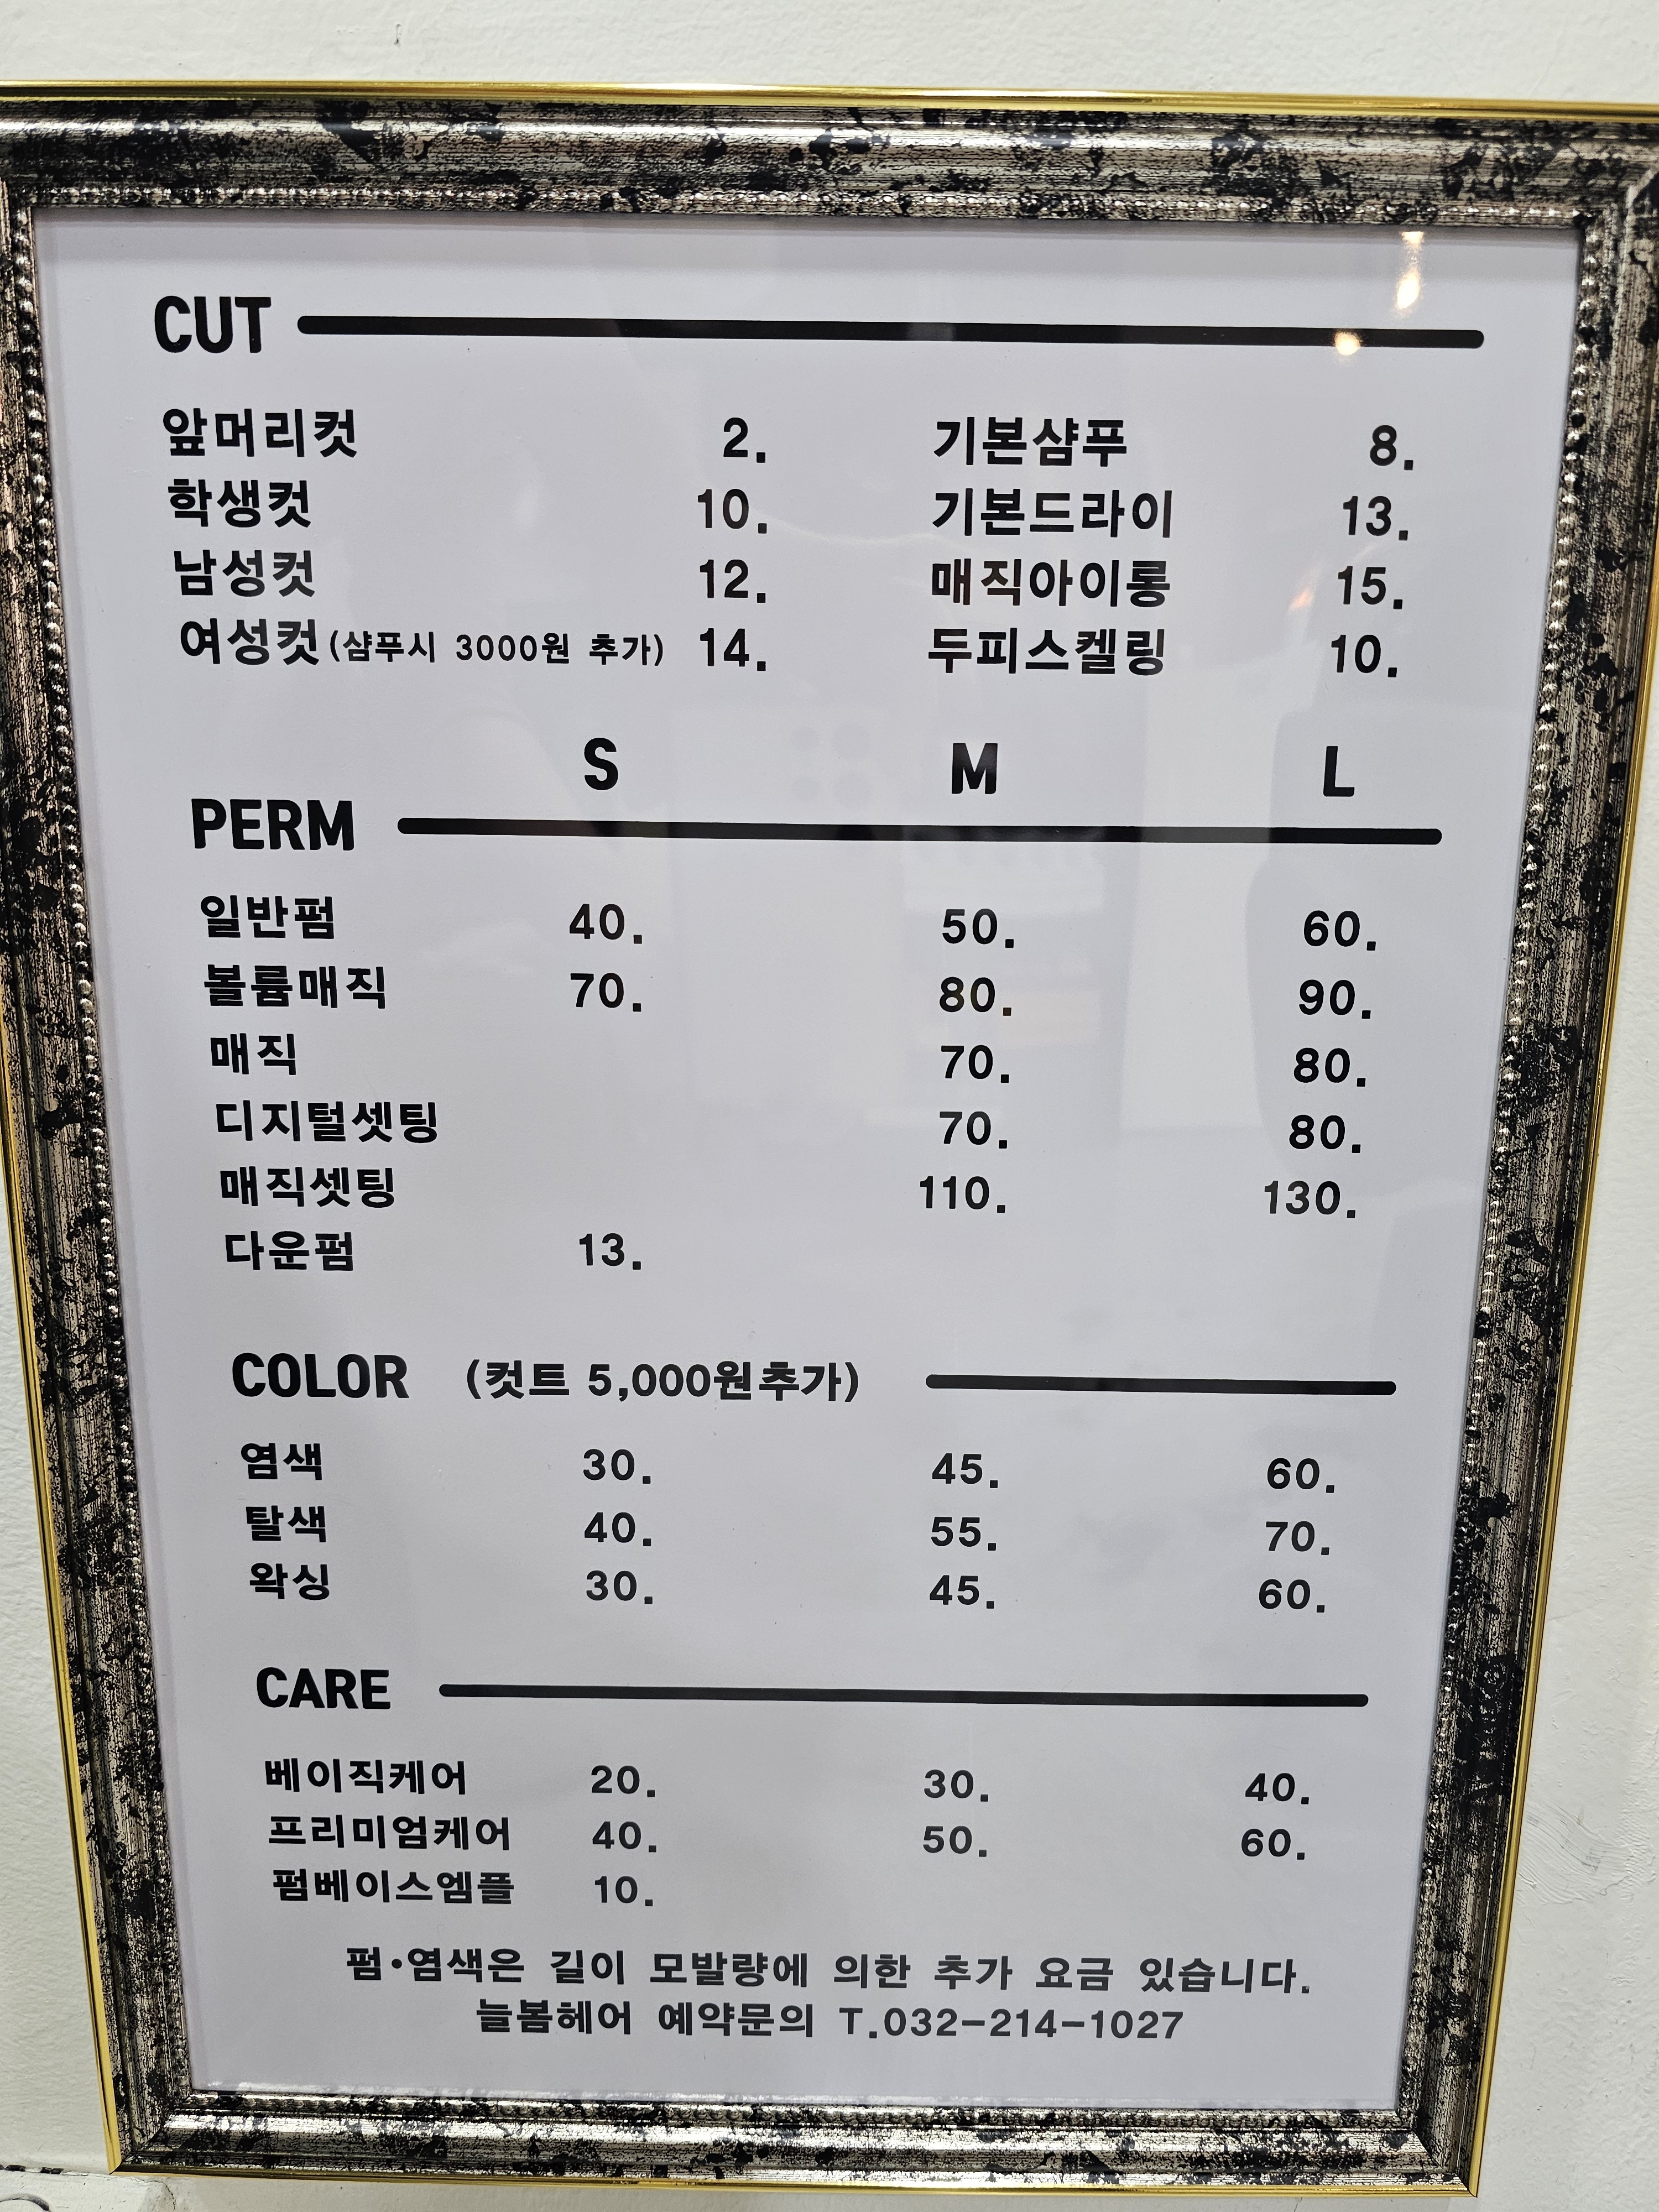 CUT
앞머리컷 2. 기본샴푸 8.
학생컷 10. 기본드라이 13.
남성컷 12. 매직아이롱 15.
여성컷(샴푸시 3000원 추가) 14. 두피스켈링 10.
S M L
PERM
일반펌 40. 50. 60.
볼륨매직 70. 80. 90.
매직 70. 80.
디지털셋팅 70. 80.
매직셋팅 110. 130.
다운펌 13.
COLOR (컷트 5,000원추가)
염색 30. 45. 60.
탈색 40. 55. 70.
왁싱 30. 45. 60.
CARE
베이직케어 20. 30. 40.
프리미엄케어 40. 50. 60.
펌베이스엠플 10.
펌·염색은 길이 모발량에 의한 추가 요금 있습니다.
늘봄헤어 예약문의 T.032-214-1027